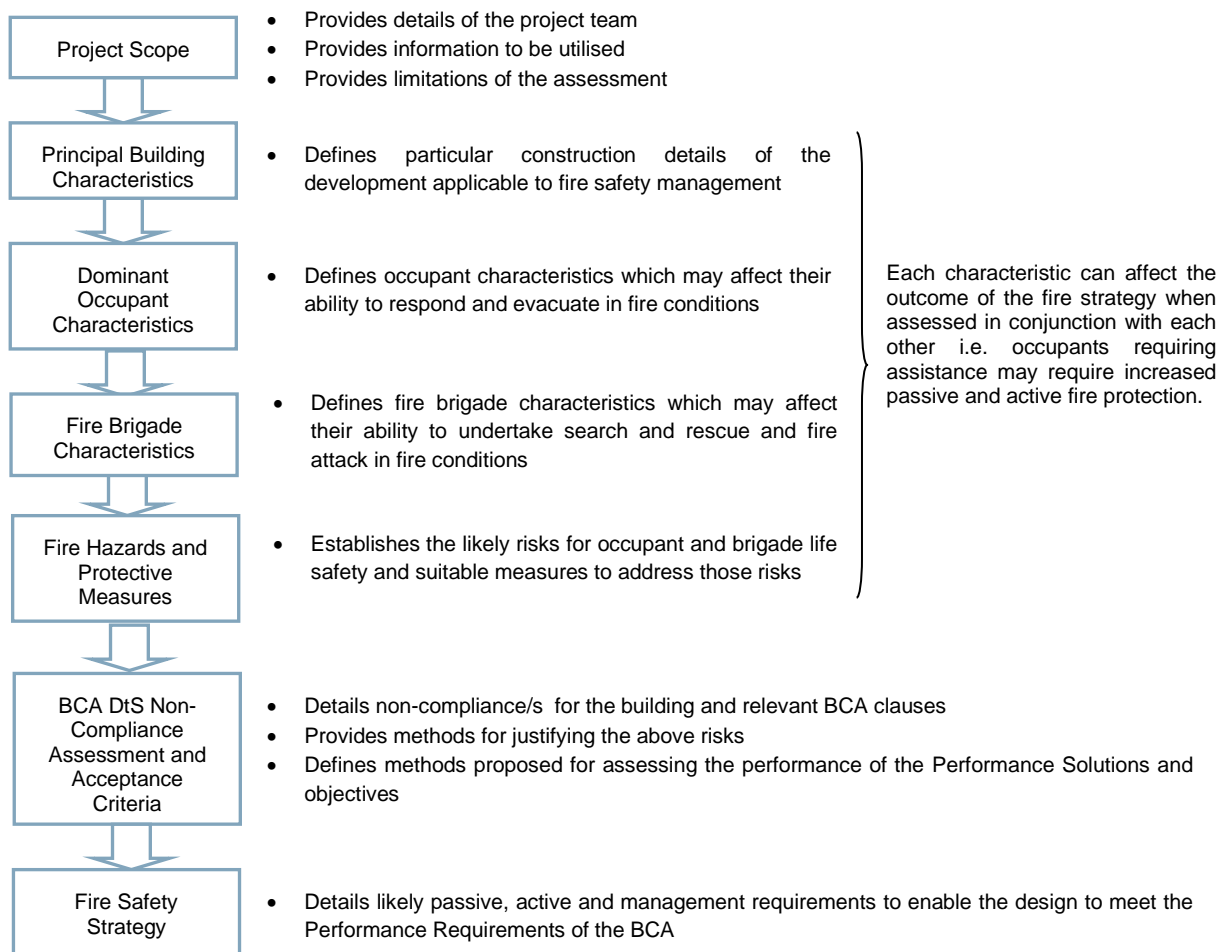 Project Scope
• Provides details of the project team
• Provides information to be utilised
• Provides limitations of the assessment
Principal Building
Characteristics
• Defines particular construction details of the
development applicable to fire safety management
Dominant
Occupant
Characteristics
• Defines occupant characteristics which may affect their
ability to respond and evacuate in fire conditions
Fire Brigade
Characteristics
• Defines fire brigade characteristics which may affect
their ability to undertake search and rescue and fire
attack in fire conditions
Fire Hazards and
Protective
Measures
• Establishes the likely risks for occupant and brigade life
safety and suitable measures to address those risks
Each characteristic can affect the
outcome of the fire strategy when
assessed in conjunction with each
other i.e. occupants requiring
assistance may require increased
passive and active fire protection.
BCA DtS Non-
Compliance
Assessment and
Acceptance
Criteria
• Details non-compliance/s for the building and relevant BCA clauses
• Provides methods for justifying the above risks
• Defines methods proposed for assessing the performance of the Performance Solutions and
objectives
Fire Safety
Strategy
• Details likely passive, active and management requirements to enable the design to meet the
Performance Requirements of the BCA